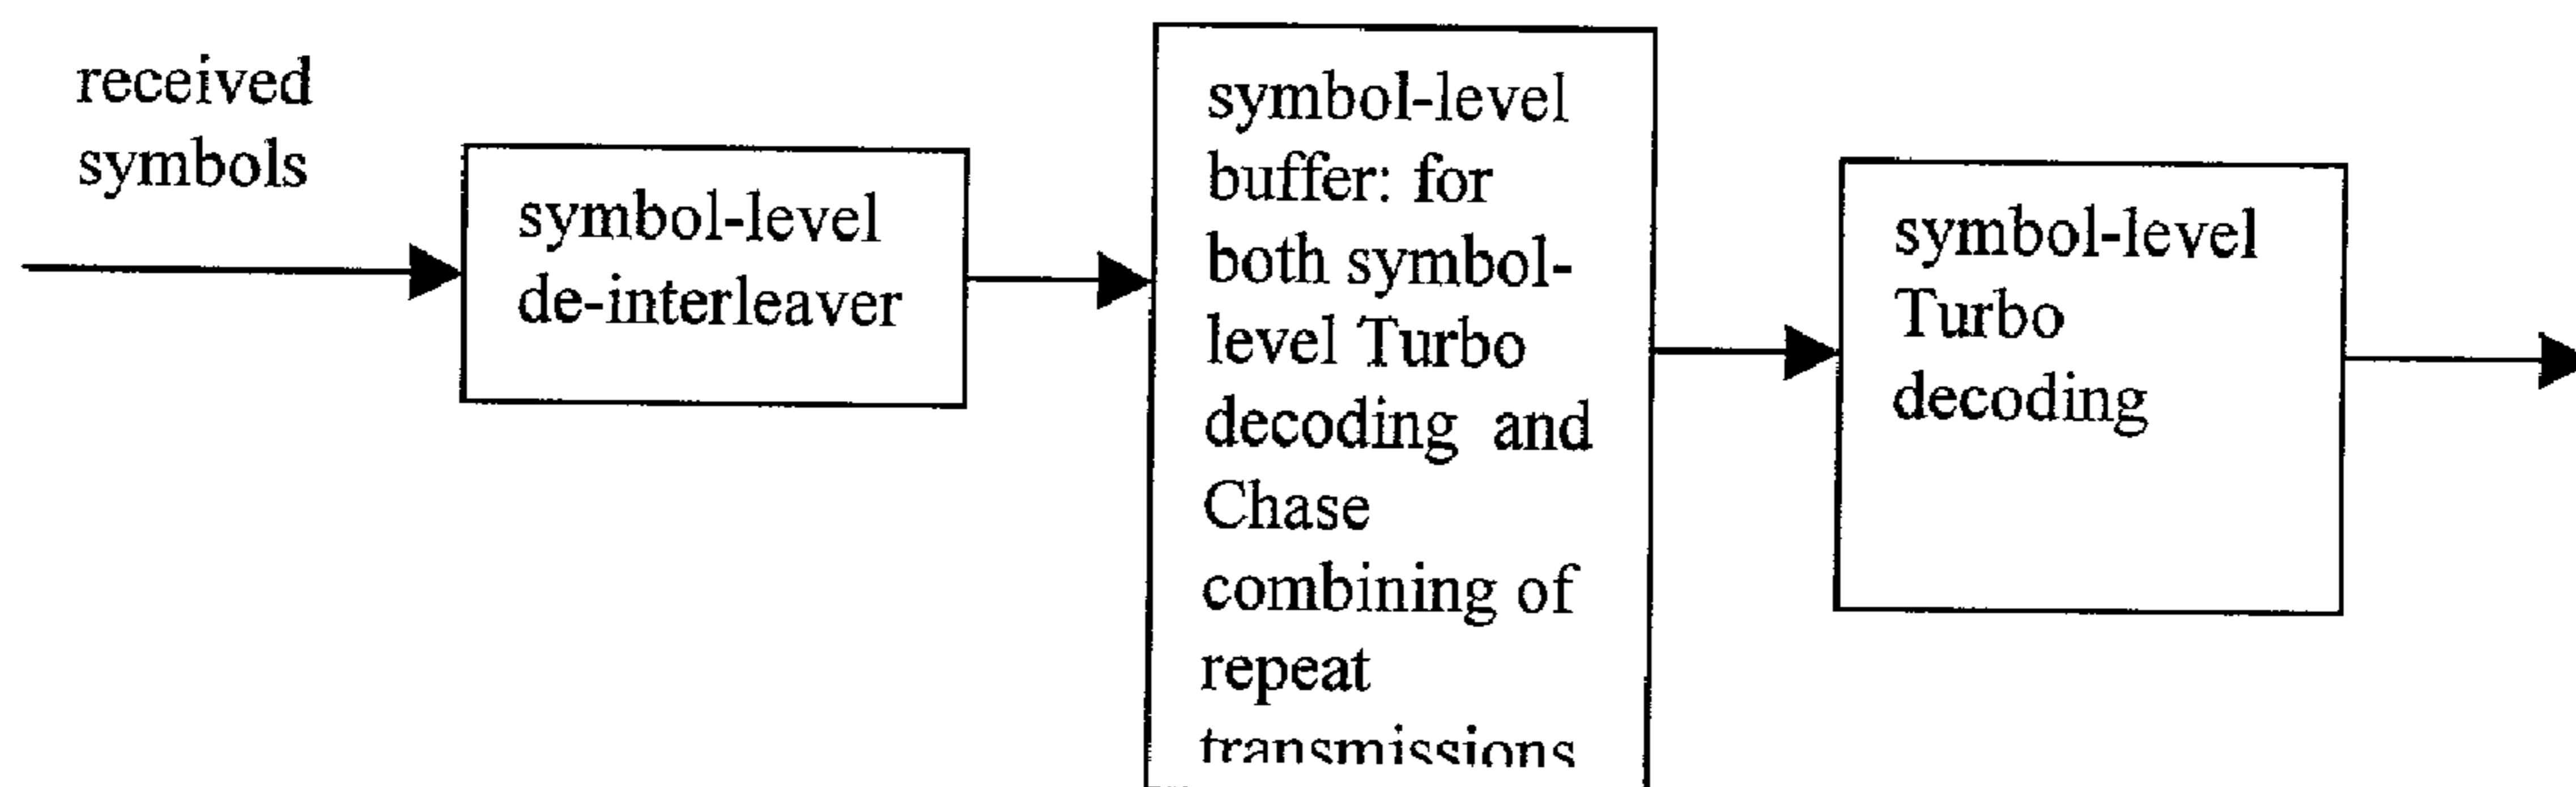 received
symbols
symbol-level
de-interleaver
symbol-level
buffer: for
both symbol-
level Turbo
decoding and
Chase
combining of
repeat
transmissions
symbol-level
Turbo
decoding